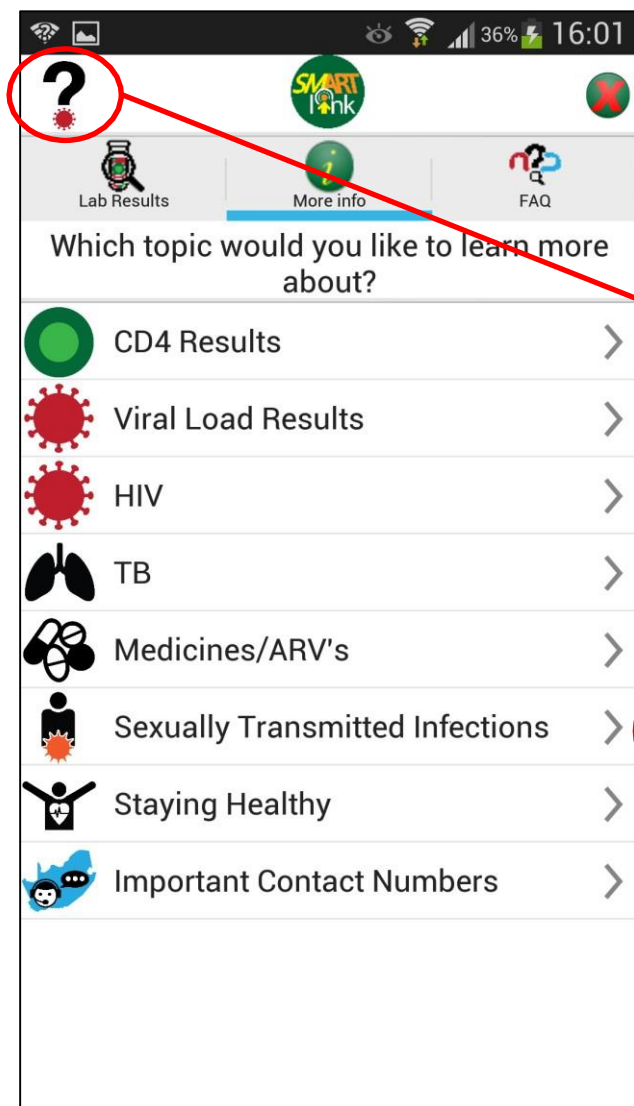 36% 16:01
?
SMART
link
X
Lab Results More info FAQ
Which topic would you like to learn more
about?
CD4 Results
Viral Load Results
HIV
TB
Medicines/ARV's
Sexually Transmitted Infections
Staying Healthy
Important Contact Numbers